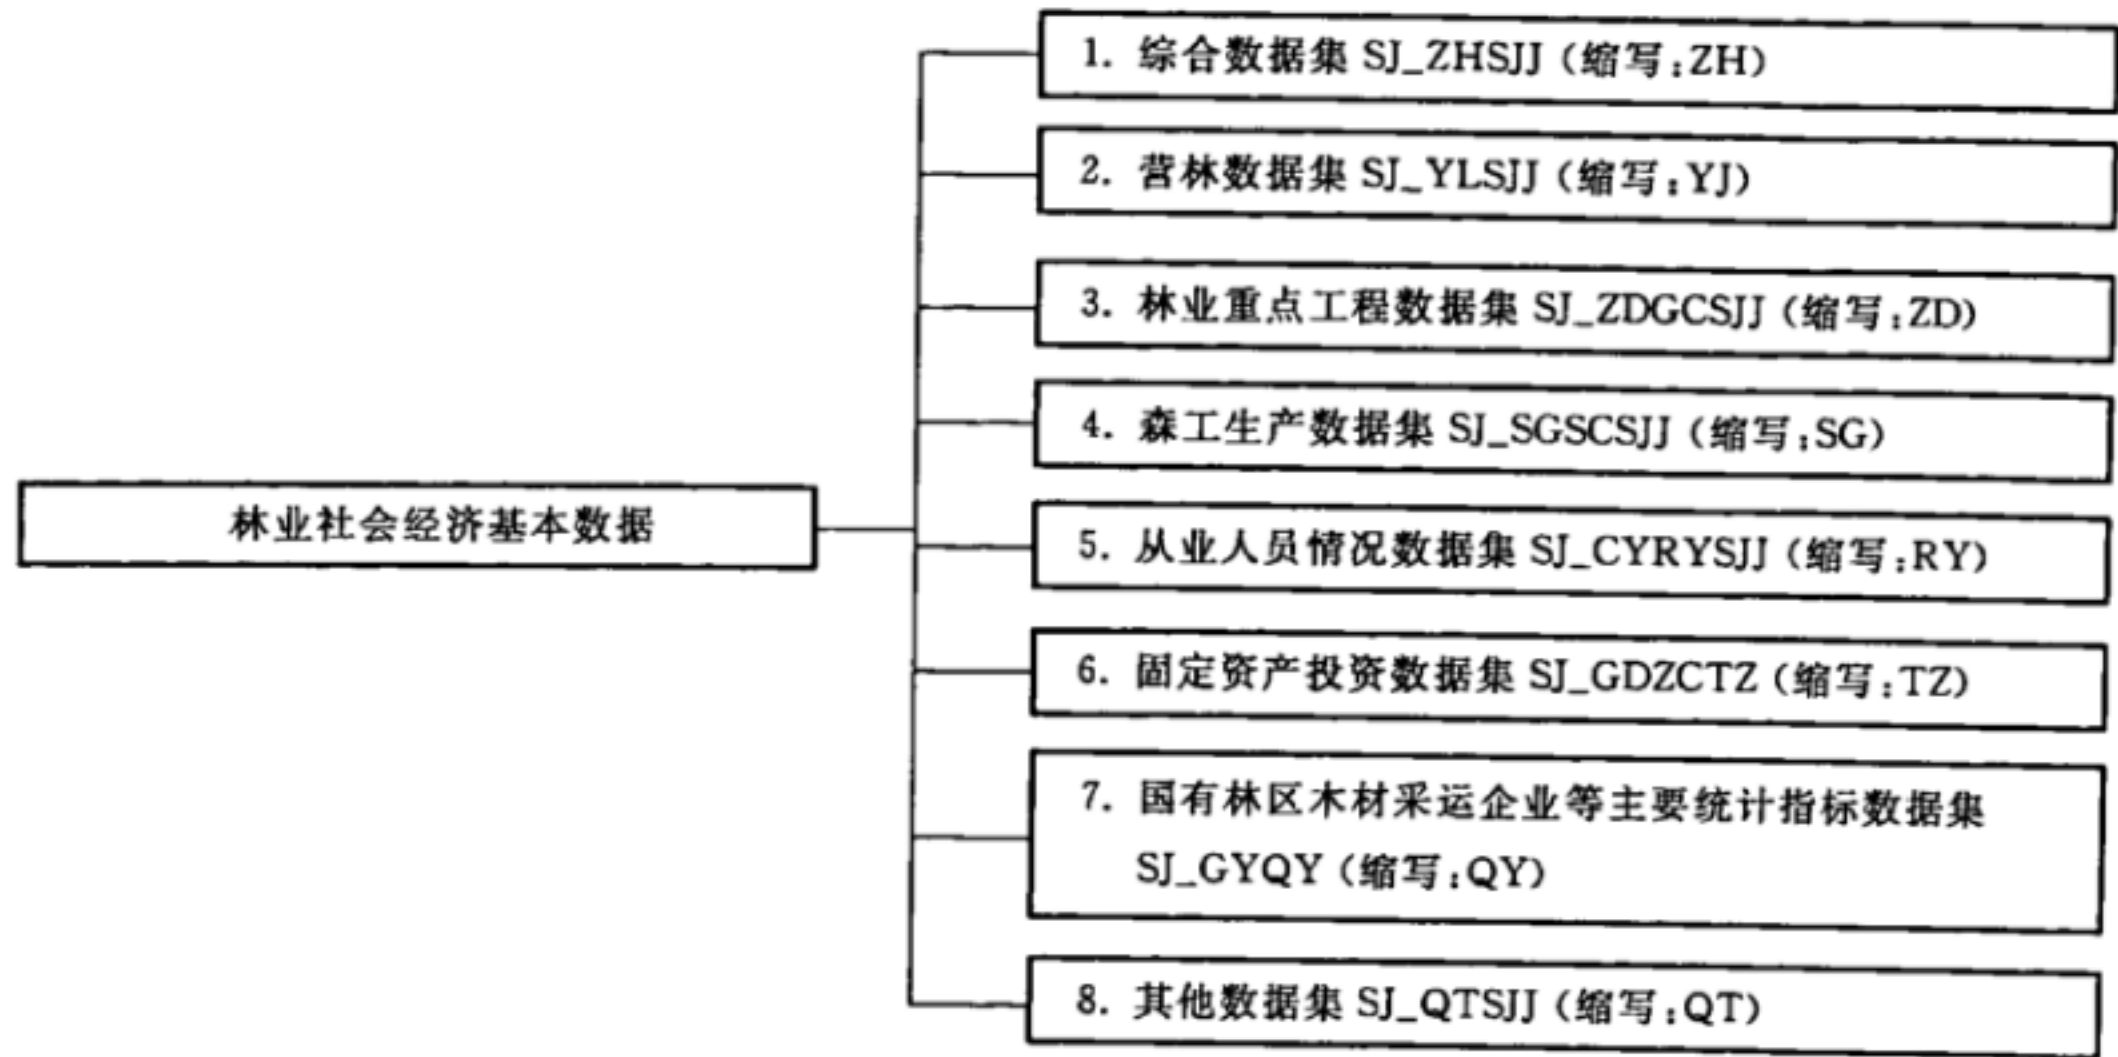 1. 综合数据集 SJ_ZHSJJ（缩写:ZH）
2. 营林数据集 SJ_YLSJJ（缩写:YJ）
3. 林业重点工程数据集 SJ_ZDGCSJJ（缩写:ZD）
4. 森工生产数据集 SJ_SGSCSJJ（缩写:SG）
林业社会经济基本数据
5. 从业人员情况数据集 SJ_CYRYSJJ（缩写:RY）
6. 固定资产投资数据集 SJ_GDZCTZ（缩写:TZ）
7. 国有林区木材采运企业等主要统计指标数据集
SJ_GYQY（缩写:QY）
8. 其他数据集 SJ_QTSJJ（缩写:QT）